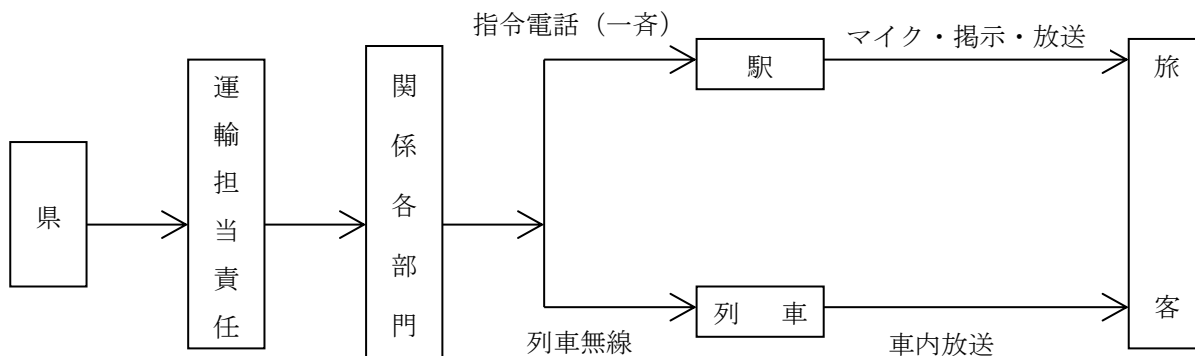 県
運輸担当責任
関係各部門
指令電話（一斉）
駅
マイク・掲示・放送
列車無線
列　車
車内放送
旅客